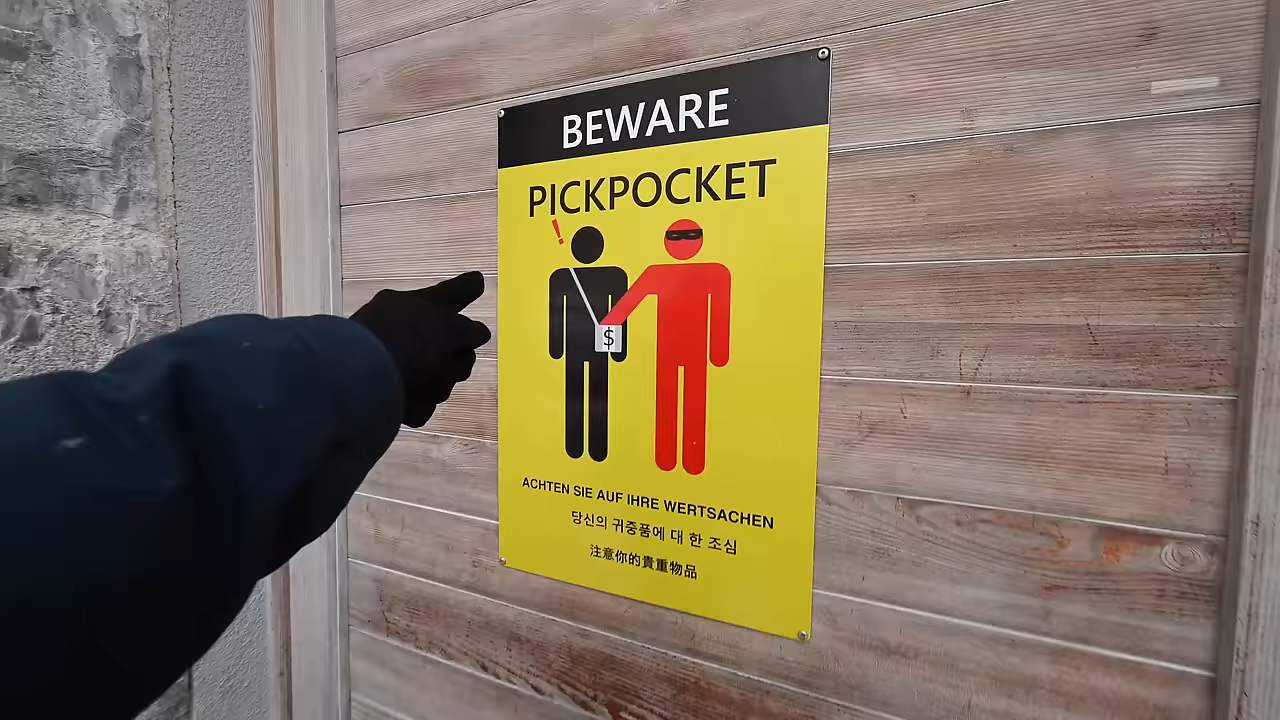 BEWARE
PICKPOCKET
!
$
ACHTEN SIE AUF IHRE WERTSACHEN
당신의 귀중품에 대 한 조심
注意你的貴重物品